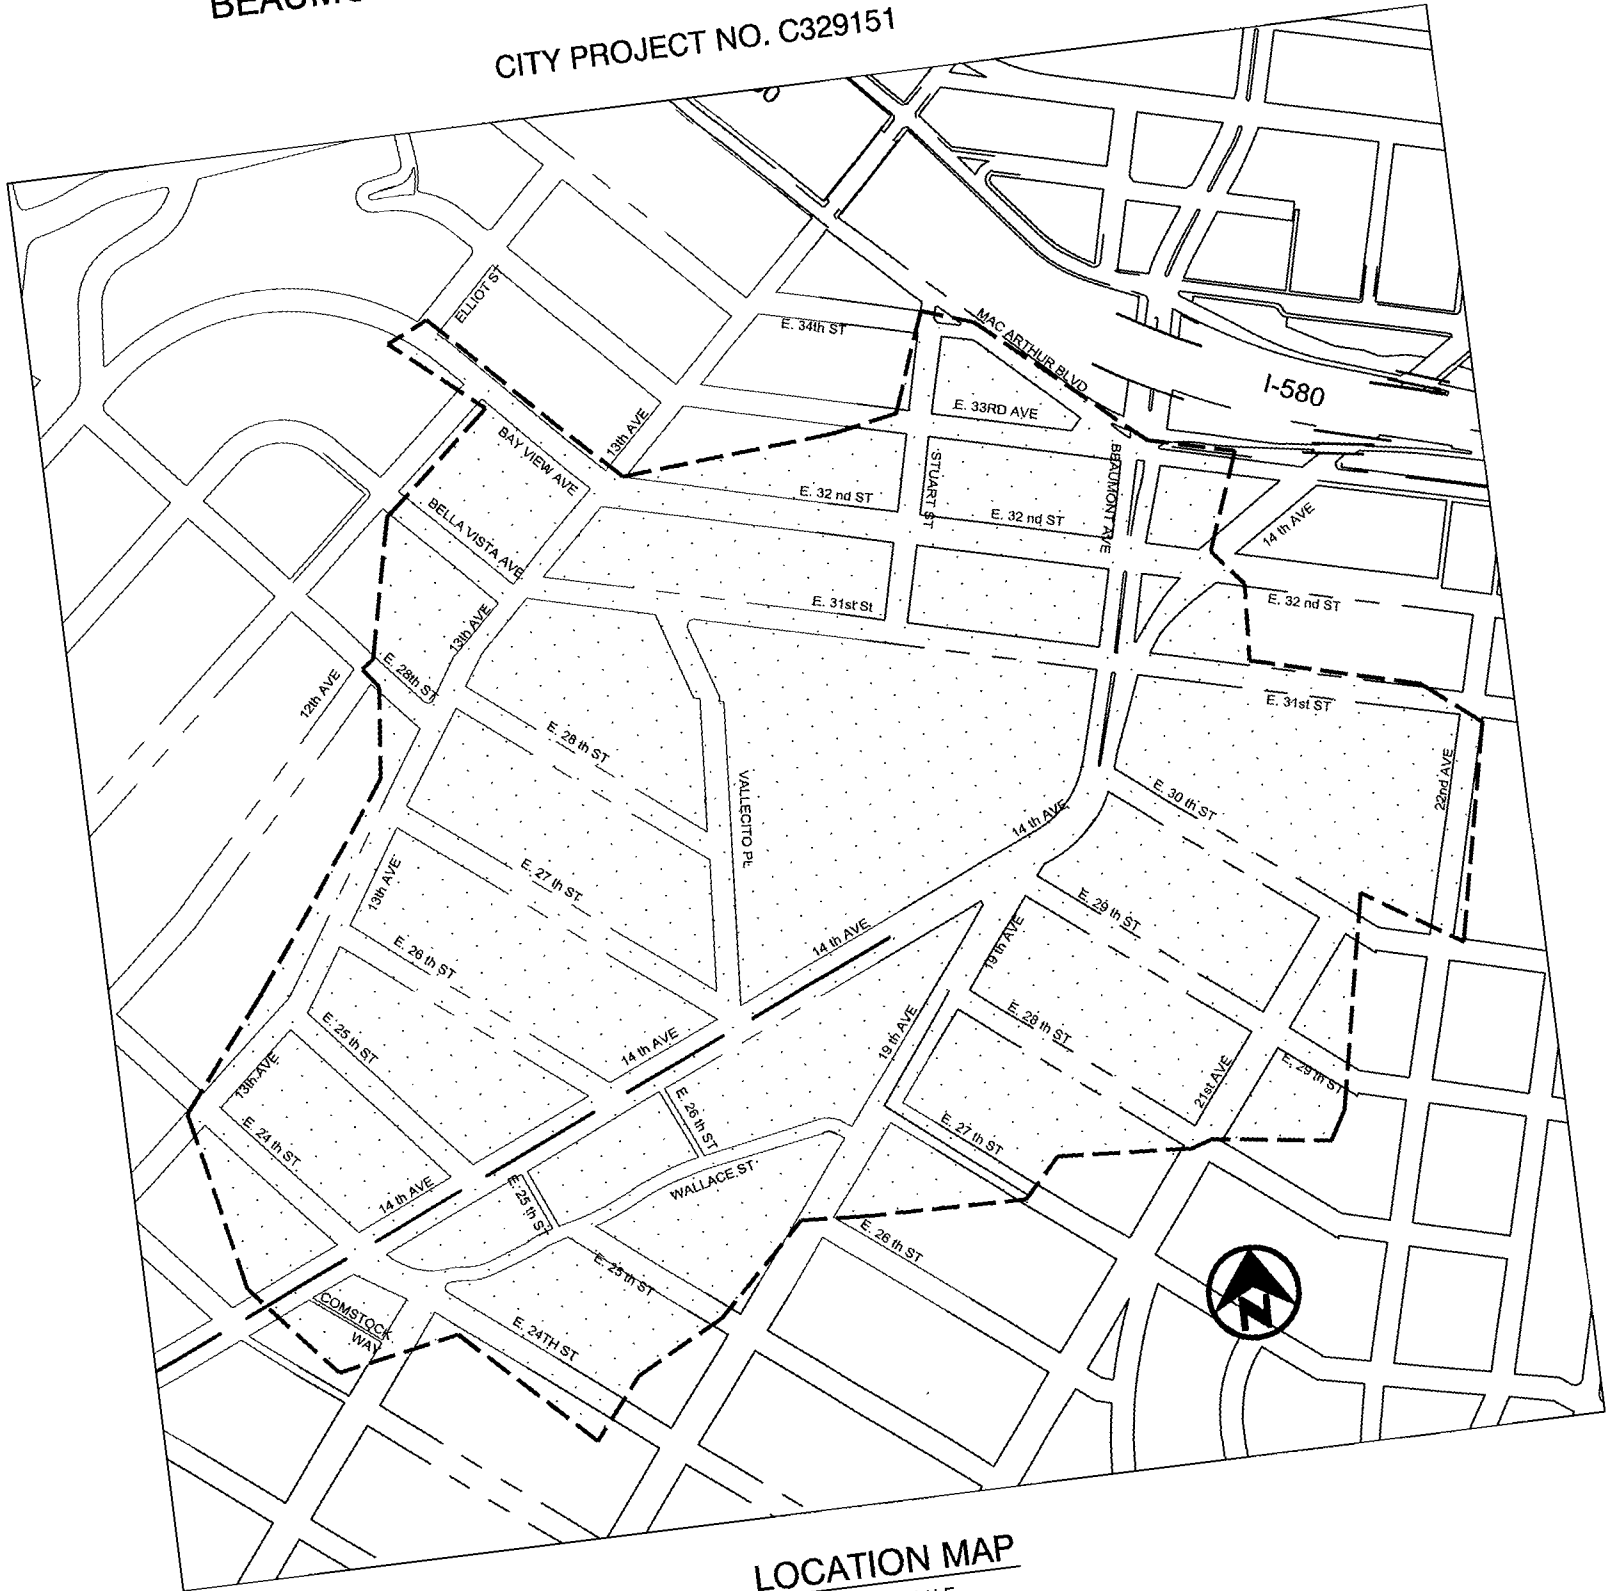 CITY PROJECT NO. C329151
ELLIOT ST
E. 34th ST
MAC ARTHUR BLVD
I-580
13th AVE
E. 33RD AVE
BAY VIEW AVE
STUART ST
BEAUMONT AVE
E. 32 nd ST
E. 32 nd ST
14 th AVE
BELLA VISTA AVE
E. 31st St
E. 32 nd ST
13th AVE
E. 28th ST
12th AVE
E. 31st ST
E. 28 th ST
VALLECITO PL
22nd AVE
E. 30 th ST
14 th AVE
E. 27 th ST
13th AVE
E. 29 th ST
14 th AVE
19 th AVE
E. 26 th ST
E. 28 th ST
19 th AVE
E. 25 th ST
14 th AVE
13th AVE
21st AVE
E. 29 th ST
E. 26 th ST
E. 24 th ST
E. 27 th ST
WALLACE ST
14 th AVE
E. 25 th ST
E. 26 th ST
E. 25 th ST
COMSTOCK
WAY
E. 24TH ST
N
LOCATION MAP